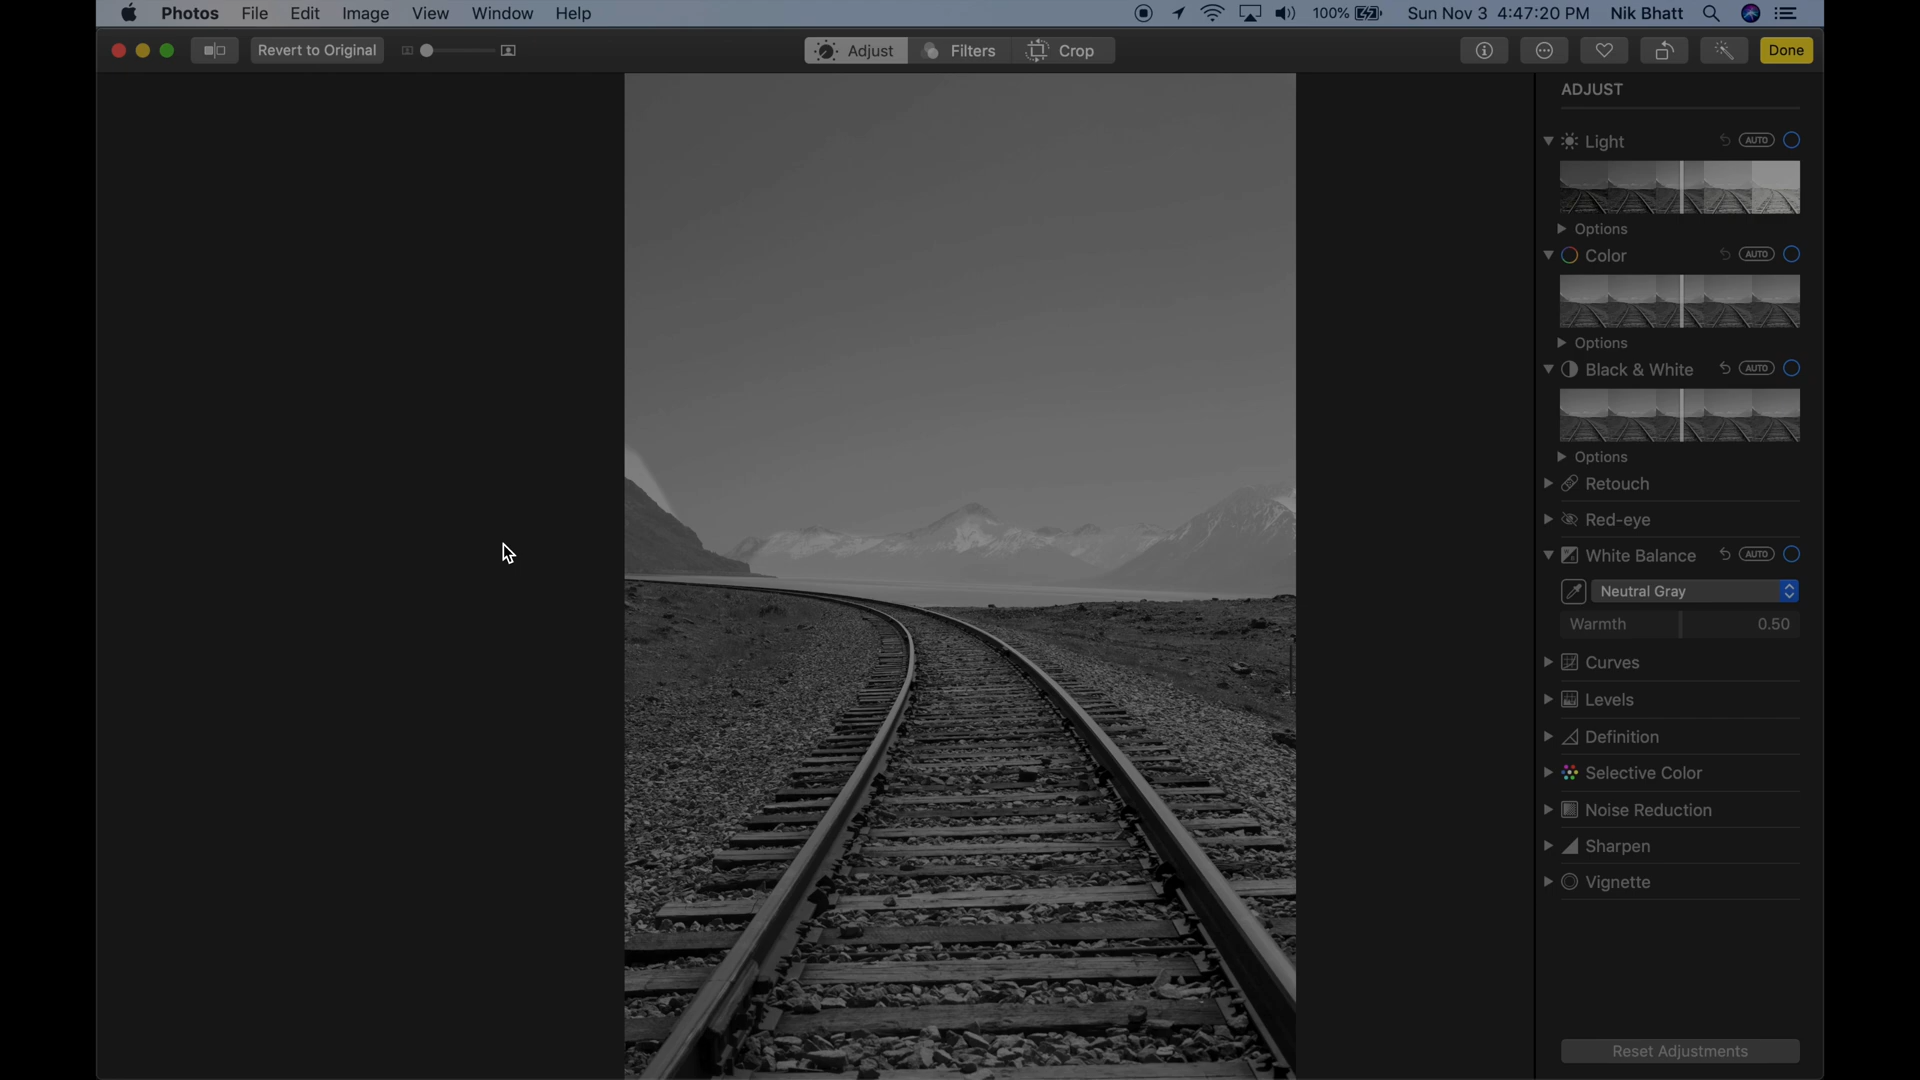 Photos File Edit Image View Window Help 100% Sun Nov 3 4:47:20 PM Nik Bhatt
Revert to Original Adjust Filters Crop Done
ADJUST
Light AUTO
Options
Color AUTO
Options
Black & White AUTO
Options
Retouch
Red-eye
White Balance AUTO
Neutral Gray
Warmth 0.50
Curves
Levels
Definition
Selective Color
Noise Reduction
Sharpen
Vignette
Reset Adjustments